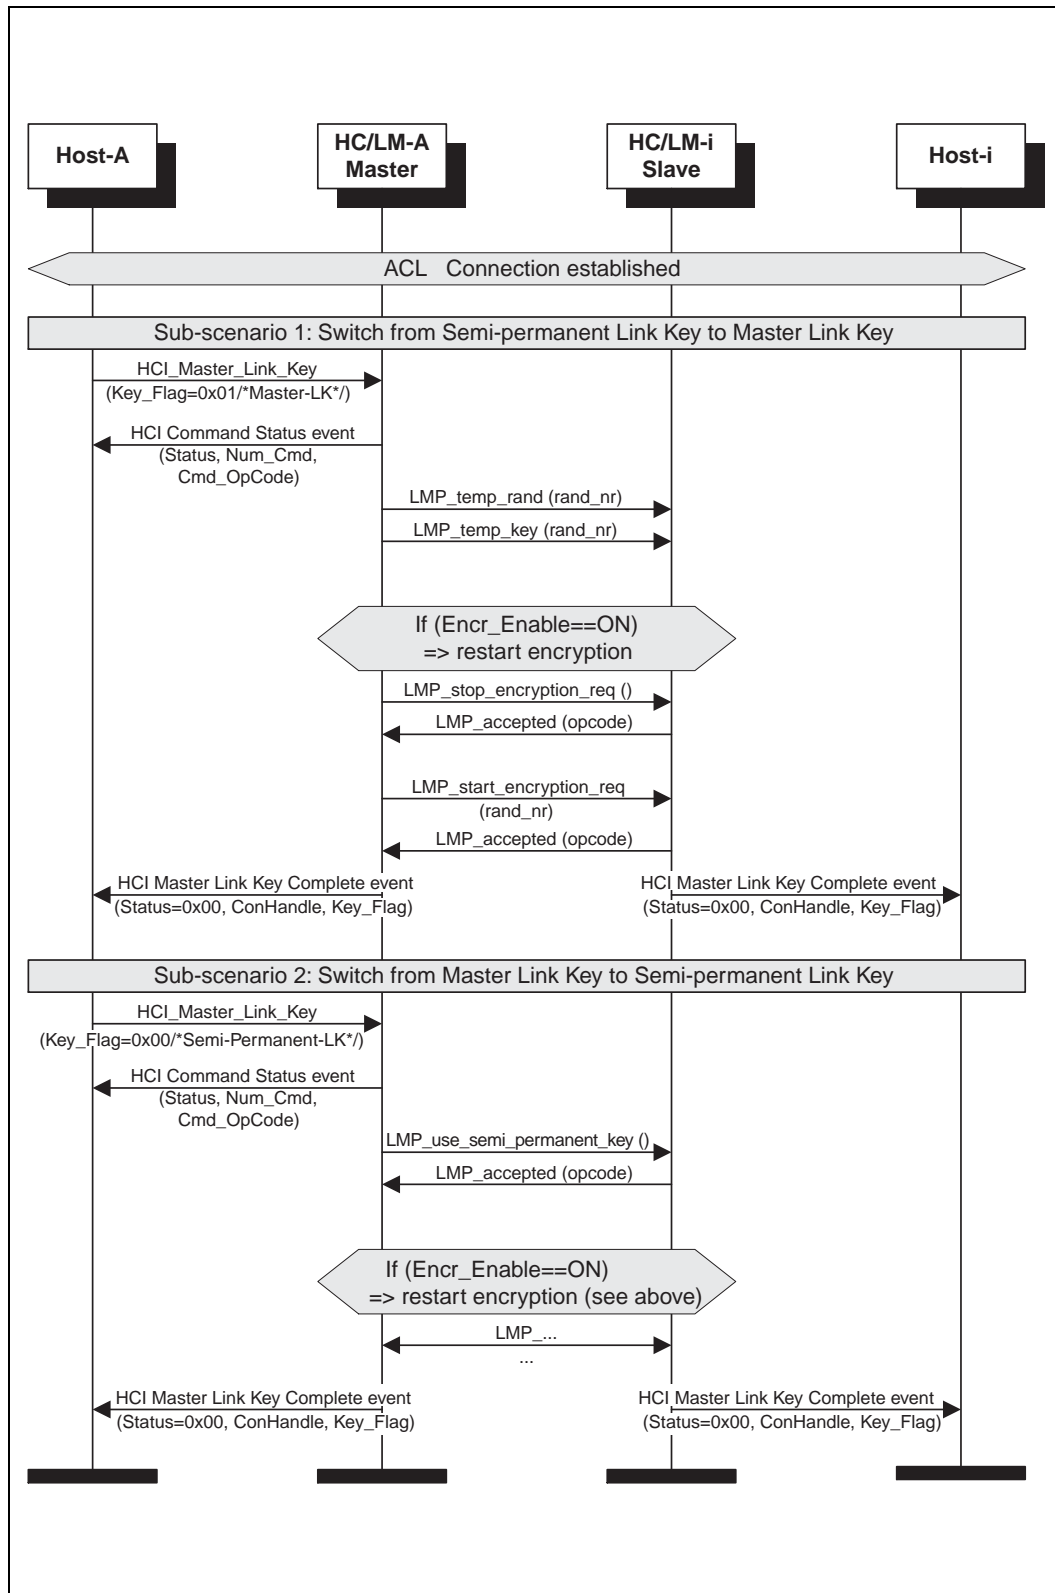 Host-A
HC/LM-A
Master
HC/LM-i
Slave
Host-i
ACL Connection established
Sub-scenario 1: Switch from Semi-permanent Link Key to Master Link Key
HCI_Master_Link_Key
(Key_Flag=0x01/*Master-LK*/)
HCI Command Status event
(Status, Num_Cmd,
Cmd_OpCode)
LMP_temp_rand (rand_nr)
LMP_temp_key (rand_nr)
If (Encr_Enable==ON)
=> restart encryption
LMP_stop_encryption_req ()
LMP_accepted (opcode)
LMP_start_encryption_req
(rand_nr)
LMP_accepted (opcode)
HCI Master Link Key Complete event
(Status=0x00, ConHandle, Key_Flag)
HCI Master Link Key Complete event
(Status=0x00, ConHandle, Key_Flag)
Sub-scenario 2: Switch from Master Link Key to Semi-permanent Link Key
HCI_Master_Link_Key
(Key_Flag=0x00/*Semi-Permanent-LK*/)
HCI Command Status event
(Status, Num_Cmd,
Cmd_OpCode)
LMP_use_semi_permanent_key ()
LMP_accepted (opcode)
If (Encr_Enable==ON)
=> restart encryption (see above)
LMP_...
...
HCI Master Link Key Complete event
(Status=0x00, ConHandle, Key_Flag)
HCI Master Link Key Complete event
(Status=0x00, ConHandle, Key_Flag)